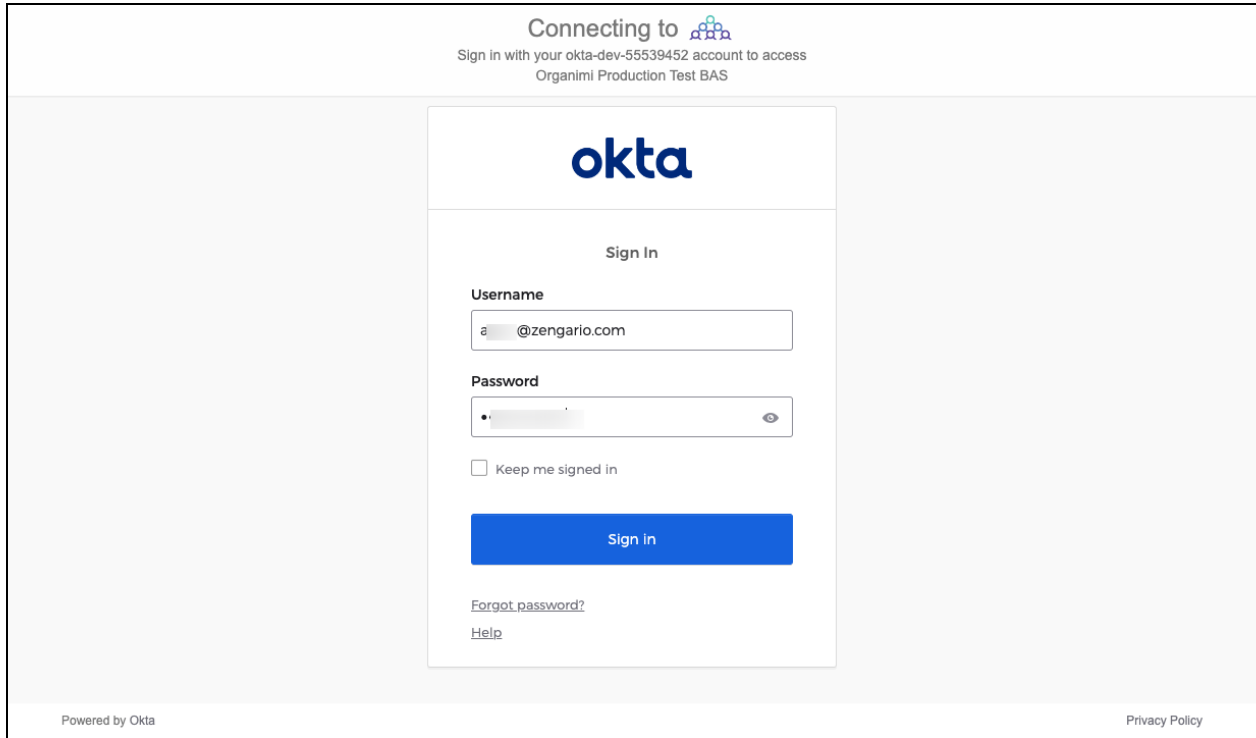 Connecting to
Sign in with your okta-dev-55539452 account to access
Organimi Production Test BAS
okta
Sign In
Username
a @zengario.com
Password
Keep me signed in
Sign in
Forgot password?
Help
Powered by Okta
Privacy Policy